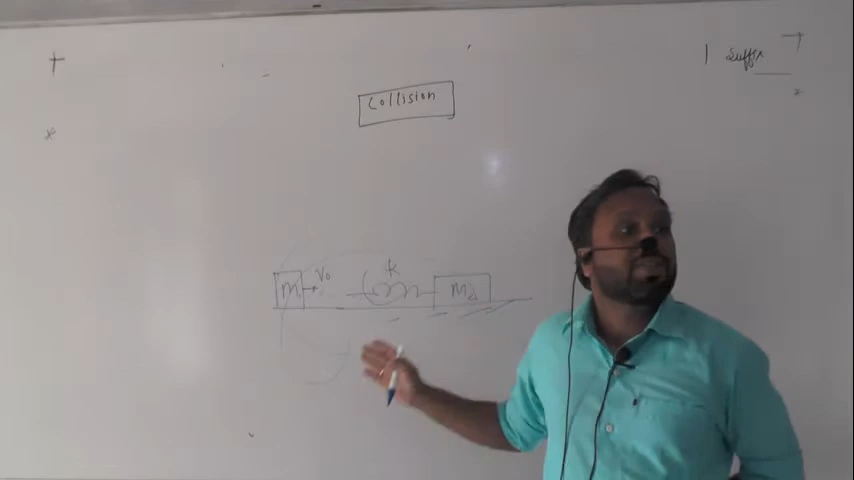 | Suffix
Collision
m
V₀
k
m₂